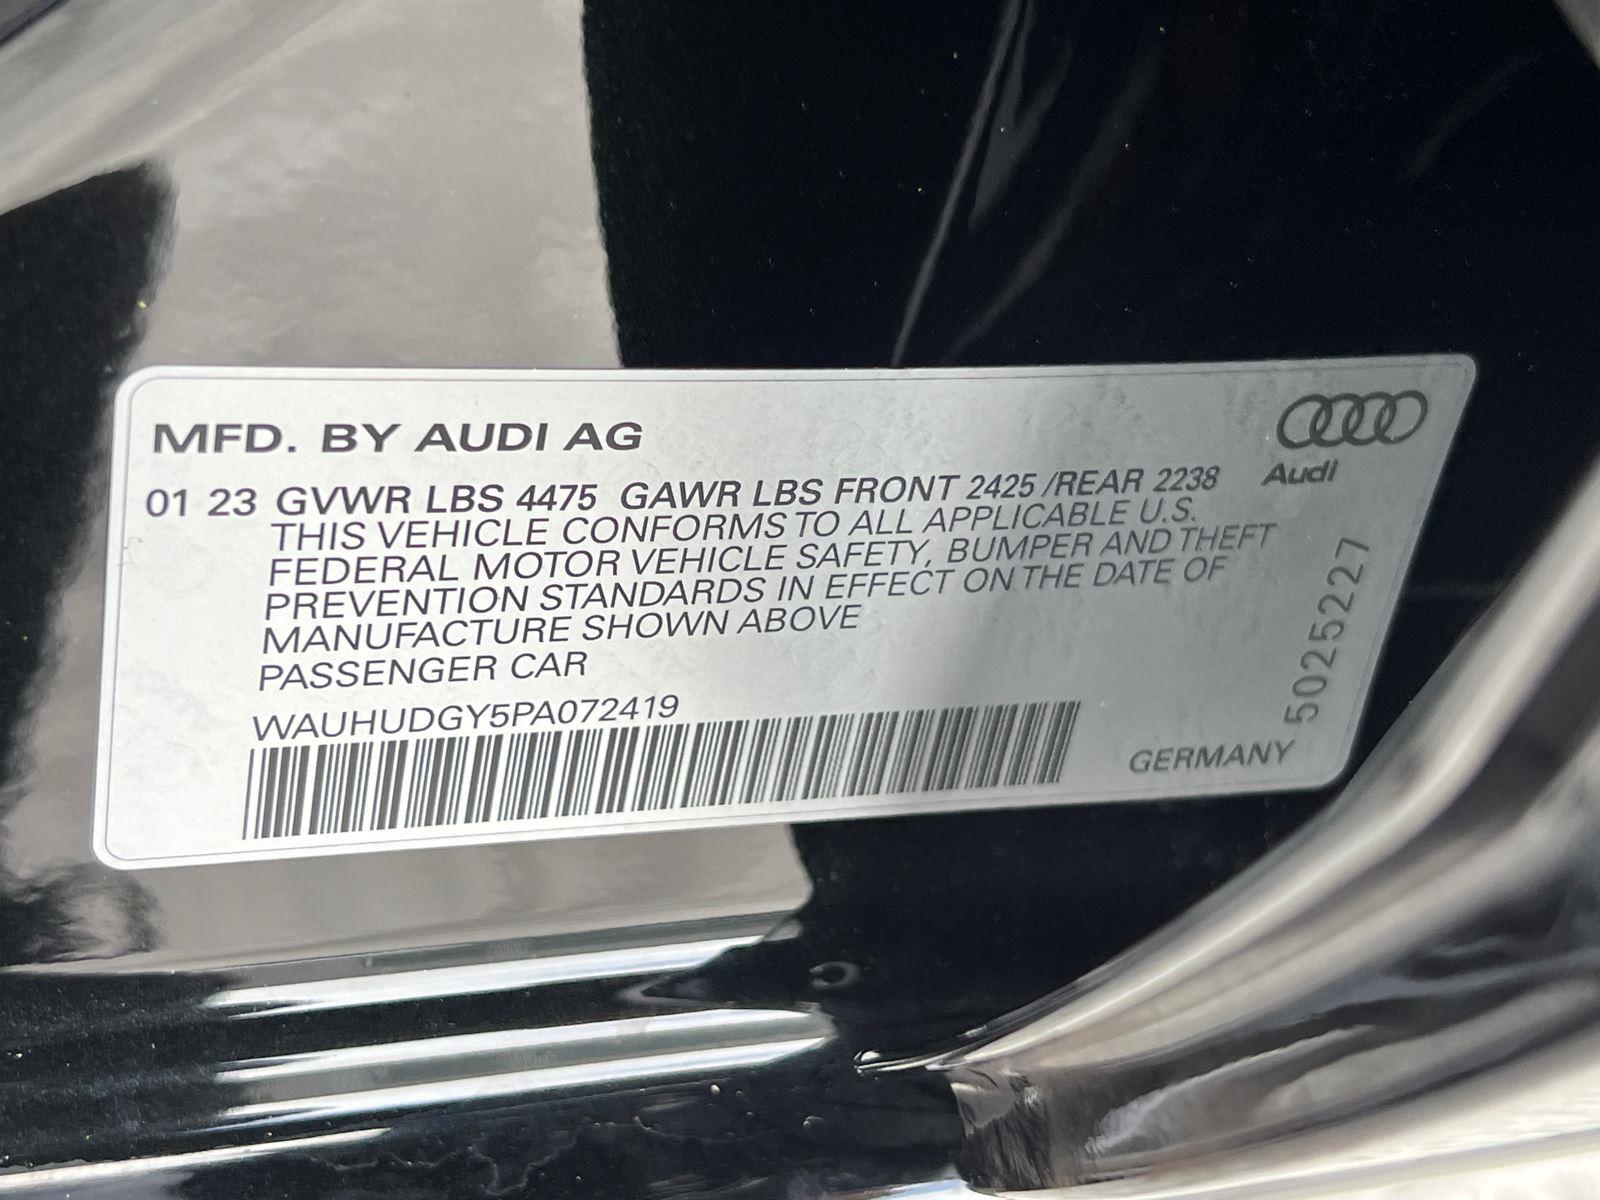 MFD. BY AUDI AG
Audi
01 23 GVWR LBS 4475 GAWR LBS FRONT 2425 /REAR 2238
THIS VEHICLE CONFORMS TO ALL APPLICABLE U.S.
FEDERAL MOTOR VEHICLE SAFETY, BUMPER AND THEFT
PREVENTION STANDARDS IN EFFECT ON THE DATE OF
MANUFACTURE SHOWN ABOVE
PASSENGER CAR
WAUHUDGY5PA072419
GERMANY
5025227